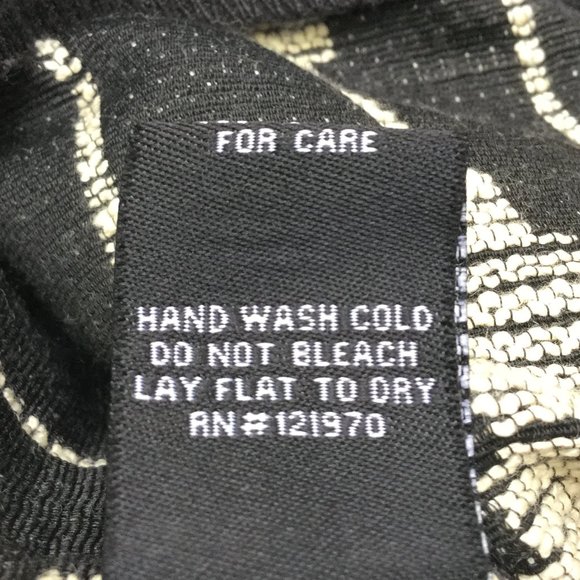 FOR CARE
HAND WASH COLD
DO NOT BLEACH
LAY FLAT TO DRY
RN#121970